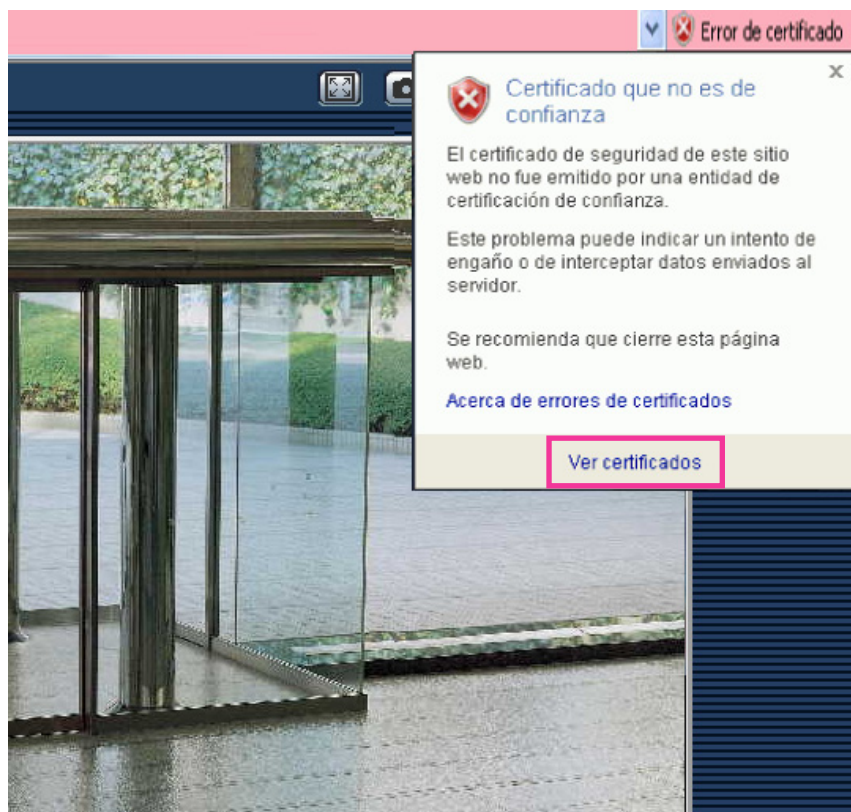 Error de certificado
Certificado que no es de
confianza
El certificado de seguridad de este sitio
web no fue emitido por una entidad de
certificación de confianza.
Este problema puede indicar un intento de
engaño o de interceptar datos enviados al
servidor.
Se recomienda que cierre esta página
web.
Acerca de errores de certificados
Ver certificados